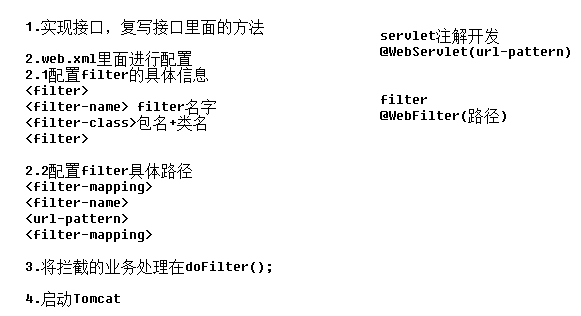 1.实现接口，复写接口里面的方法
2.web.xml里面进行配置
2.1配置filter的具体信息
<filter>
<filter-name> filter名字
<filter-class>包名+类名
<filter>
2.2配置filter具体路径
<filter-mapping>
<filter-name>
<url-pattern>
<filter-mapping>
3.将拦截的业务处理在doFilter();
4.启动Tomcat
servlet注解开发
@WebServlet(url-pattern)
filter
@WebFilter(路径)